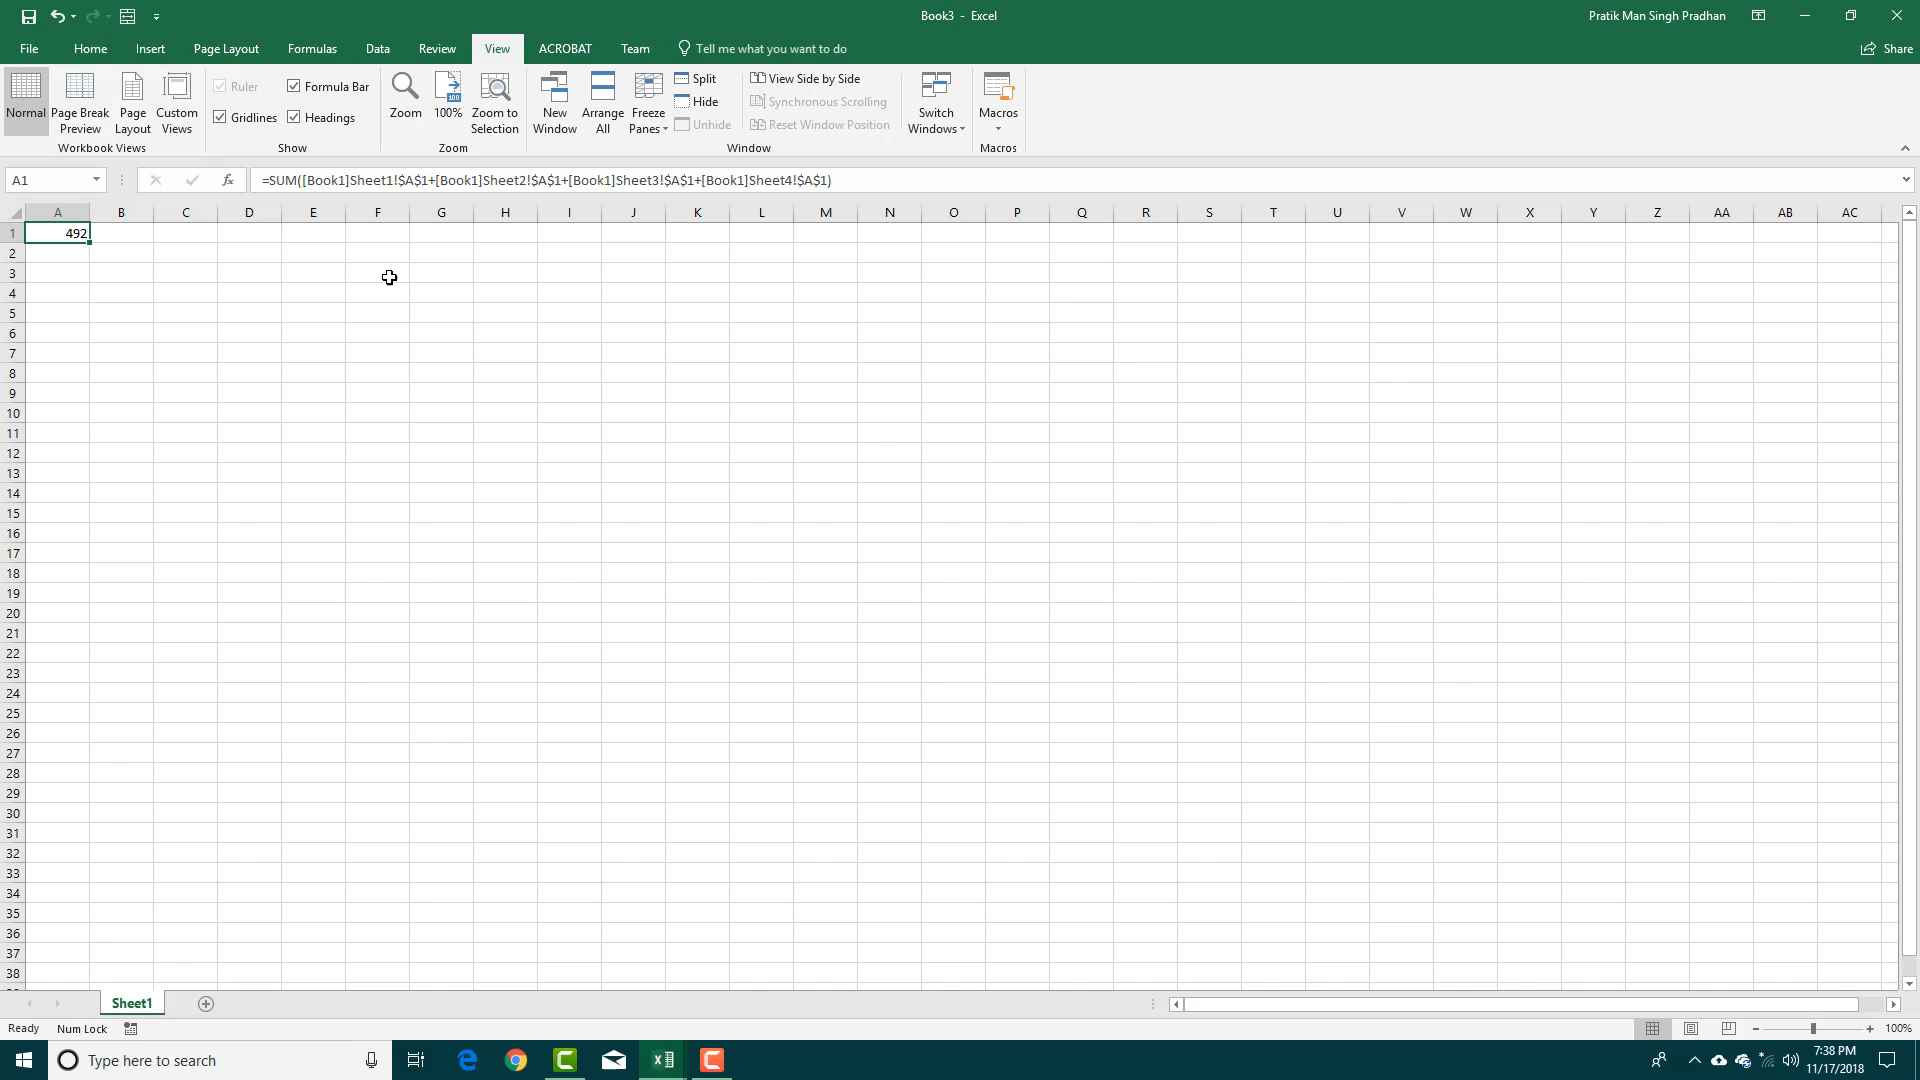 Book3 - Excel
Pratik Man Singh Pradhan
File Home Insert Page Layout Formulas Data Review View ACROBAT Team Tell me what you want to do Share
Normal
Page Break Preview
Page Layout
Custom Views
Workbook Views
Ruler
Formula Bar
Gridlines
Headings
Show
Zoom
100
100%
Zoom to Selection
Zoom
New Window
Arrange All
Freeze Panes
Split
Hide
Unhide
View Side by Side
Synchronous Scrolling
Reset Window Position
Window
Switch Windows
Macros
Macros
A1 fx =SUM([Book1]Sheet1!$A$1+[Book1]Sheet2!$A$1+[Book1]Sheet3!$A$1+[Book1]Sheet4!$A$1)
A B C D E F G H I J K L M N O P Q R S T U V W X Y Z AA AB AC
1 492
2
3
4
5
6
7
8
9
10
11
12
13
14
15
16
17
18
19
20
21
22
23
24
25
26
27
28
29
30
31
32
33
34
35
36
37
38
Sheet1
Ready Num Lock 100%
Type here to search
7:38 PM
11/17/2018